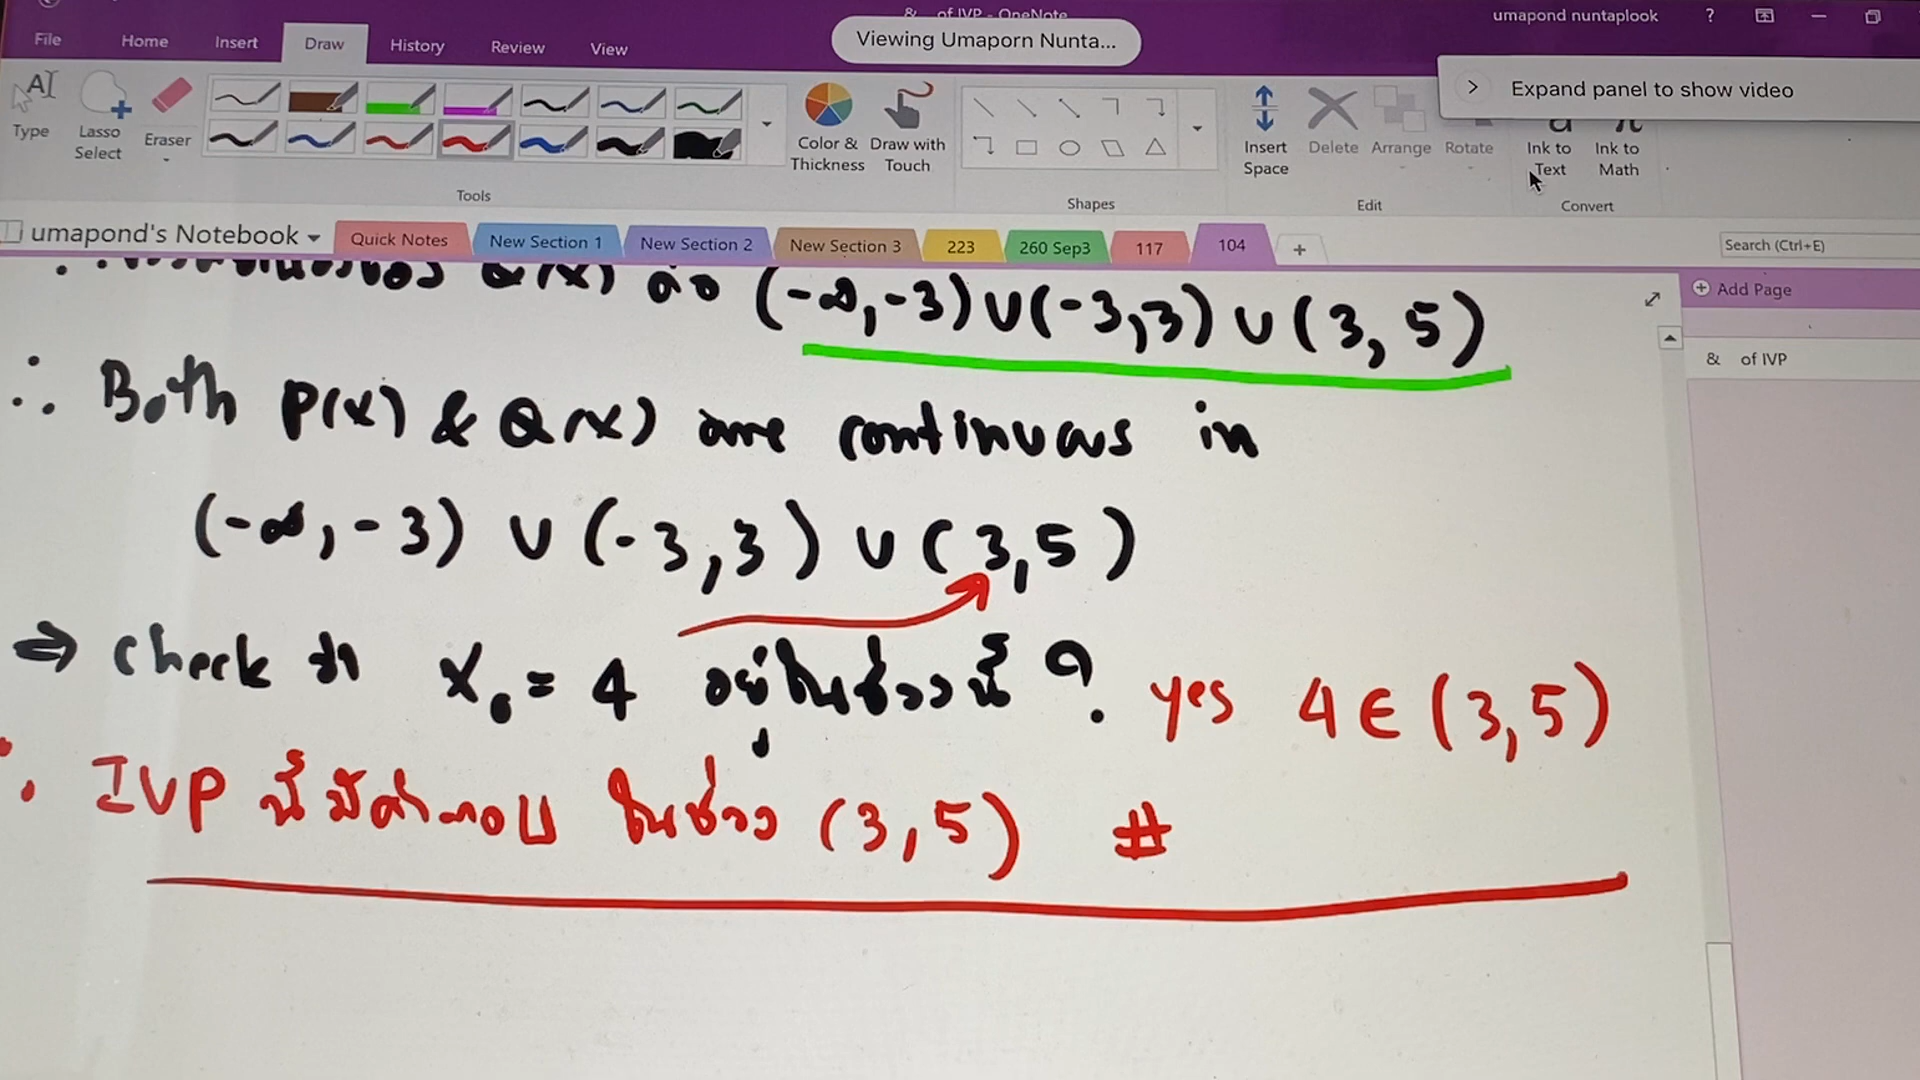 & of IVP - OneNote
umapond nuntaplook ?
Viewing Umaporn Nunta...
File Home Insert Draw History Review View
Expand panel to show video
Type
Lasso Select
Eraser
Color & Thickness
Draw with Touch
Insert Space
Delete Arrange Rotate
Ink to Text
Ink to Math
Tools Shapes Edit Convert
umapond's Notebook Quick Notes New Section 1 New Section 2 New Section 3 223 260 Sep3 117 104 +
Search (Ctrl+E)
Add Page
& of IVP
Q(x) คือ (-∞,-3)∪(-3,3)∪(3,5)
∴ Both P(x) & Q(x) are continuous in
(-∞,-3) ∪ (-3,3) ∪ (3,5)
⇒ check ว่า x₀ = 4 อยู่ในช่วงนี้ ? yes 4 ∈ (3,5)
∴ IVP นี้มีคำตอบ ในช่วง (3,5) #